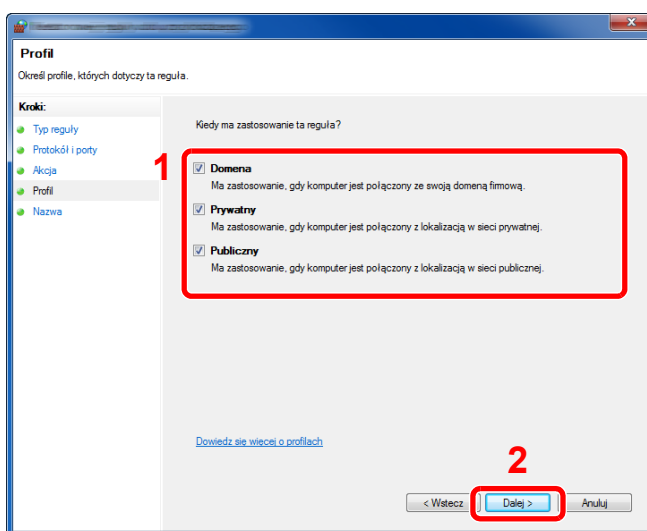 Profil
Określ profile, których dotyczy ta reguła.
Kroki:
Typ reguły
Protokół i porty
Akcja
Profil
Nazwa
Kiedy ma zastosowanie ta reguła?
1
Domena
Ma zastosowanie, gdy komputer jest połączony ze swoją domeną firmową.
Prywatny
Ma zastosowanie, gdy komputer jest połączony z lokalizacją w sieci prywatnej.
Publiczny
Ma zastosowanie, gdy komputer jest połączony z lokalizacją w sieci publicznej.
Dowiedz się więcej o profilach
2
< Wstecz
Dalej >
Anuluj